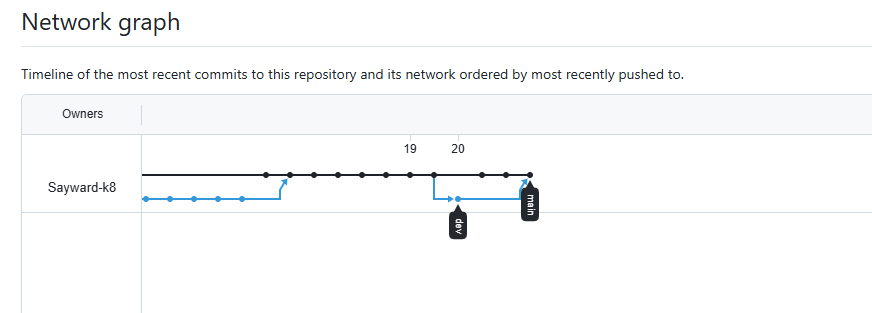 Network graph
Timeline of the most recent commits to this repository and its network ordered by most recently pushed to.
Owners
19 20
Sayward-k8
main
dev